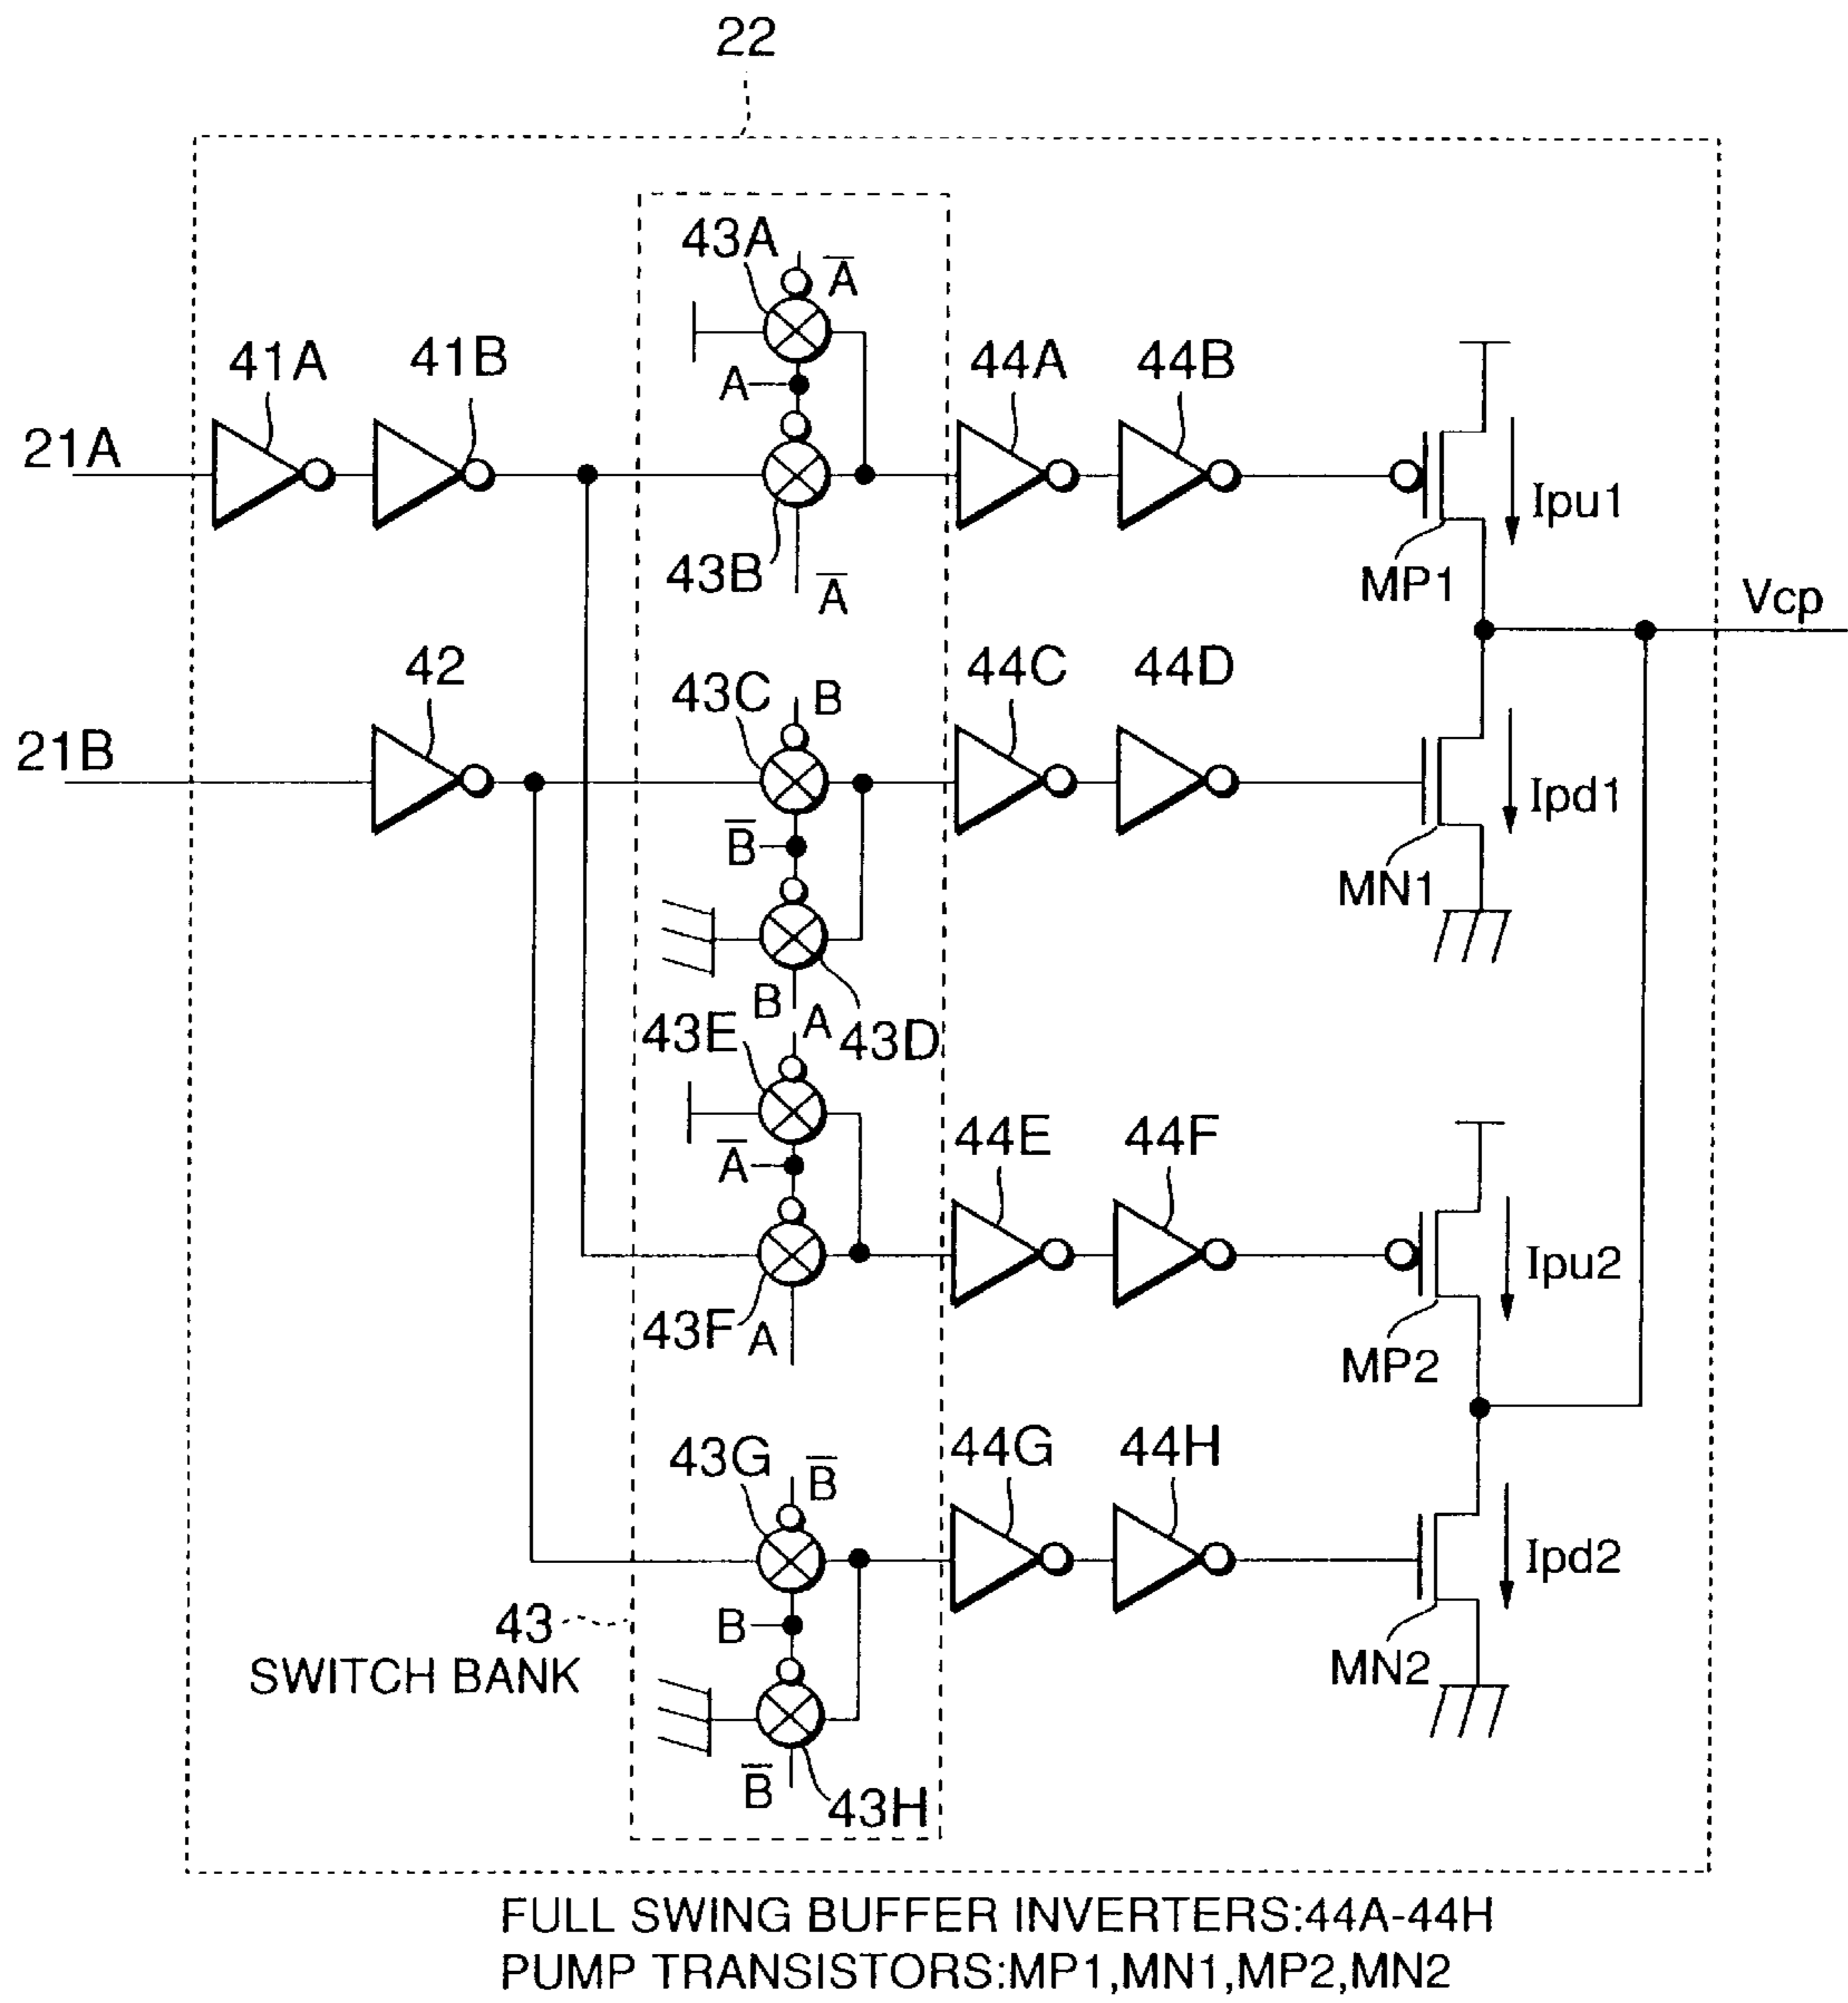 22
43A
A̅
41A
41B
A
44A
44B
21A
Ipu1
43B
A̅
MP1
Vcp
42
43C
B
44C
44D
21B
Ipd1
B̅
MN1
B
A
43E
43D
A̅
44E
44F
Ipu2
43F
A
MP2
43G
B̅
44G
44H
Ipd2
43
SWITCH BANK
B
MN2
B̅
43H
FULL SWING BUFFER INVERTERS:44A-44H
PUMP TRANSISTORS:MP1,MN1,MP2,MN2